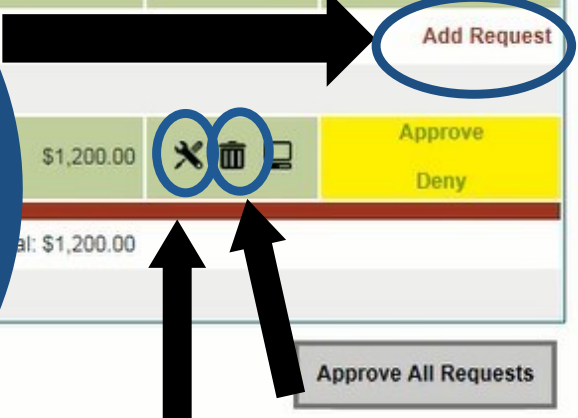 Add Request
$1,200.00
Approve
Deny
al: $1,200.00
Approve All Requests